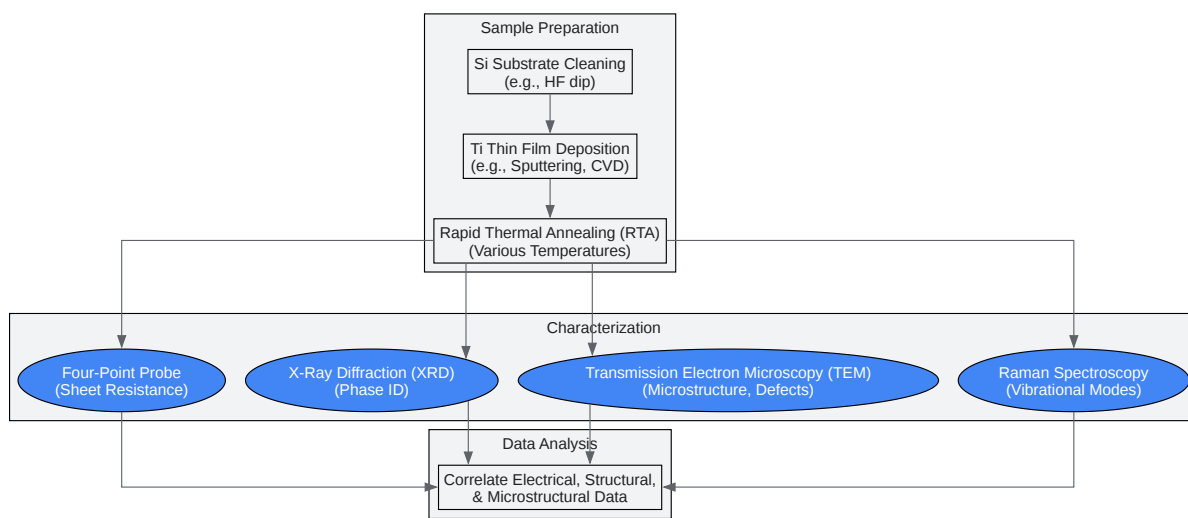 Sample Preparation
Si Substrate Cleaning
(e.g., HF dip)
Ti Thin Film Deposition
(e.g., Sputtering, CVD)
Rapid Thermal Annealing (RTA)
(Various Temperatures)
Characterization
Four-Point Probe
(Sheet Resistance)
X-Ray Diffraction (XRD)
(Phase ID)
Transmission Electron Microscopy (TEM)
(Microstructure, Defects)
Raman Spectroscopy
(Vibrational Modes)
Data Analysis
Correlate Electrical, Structural,
& Microstructural Data